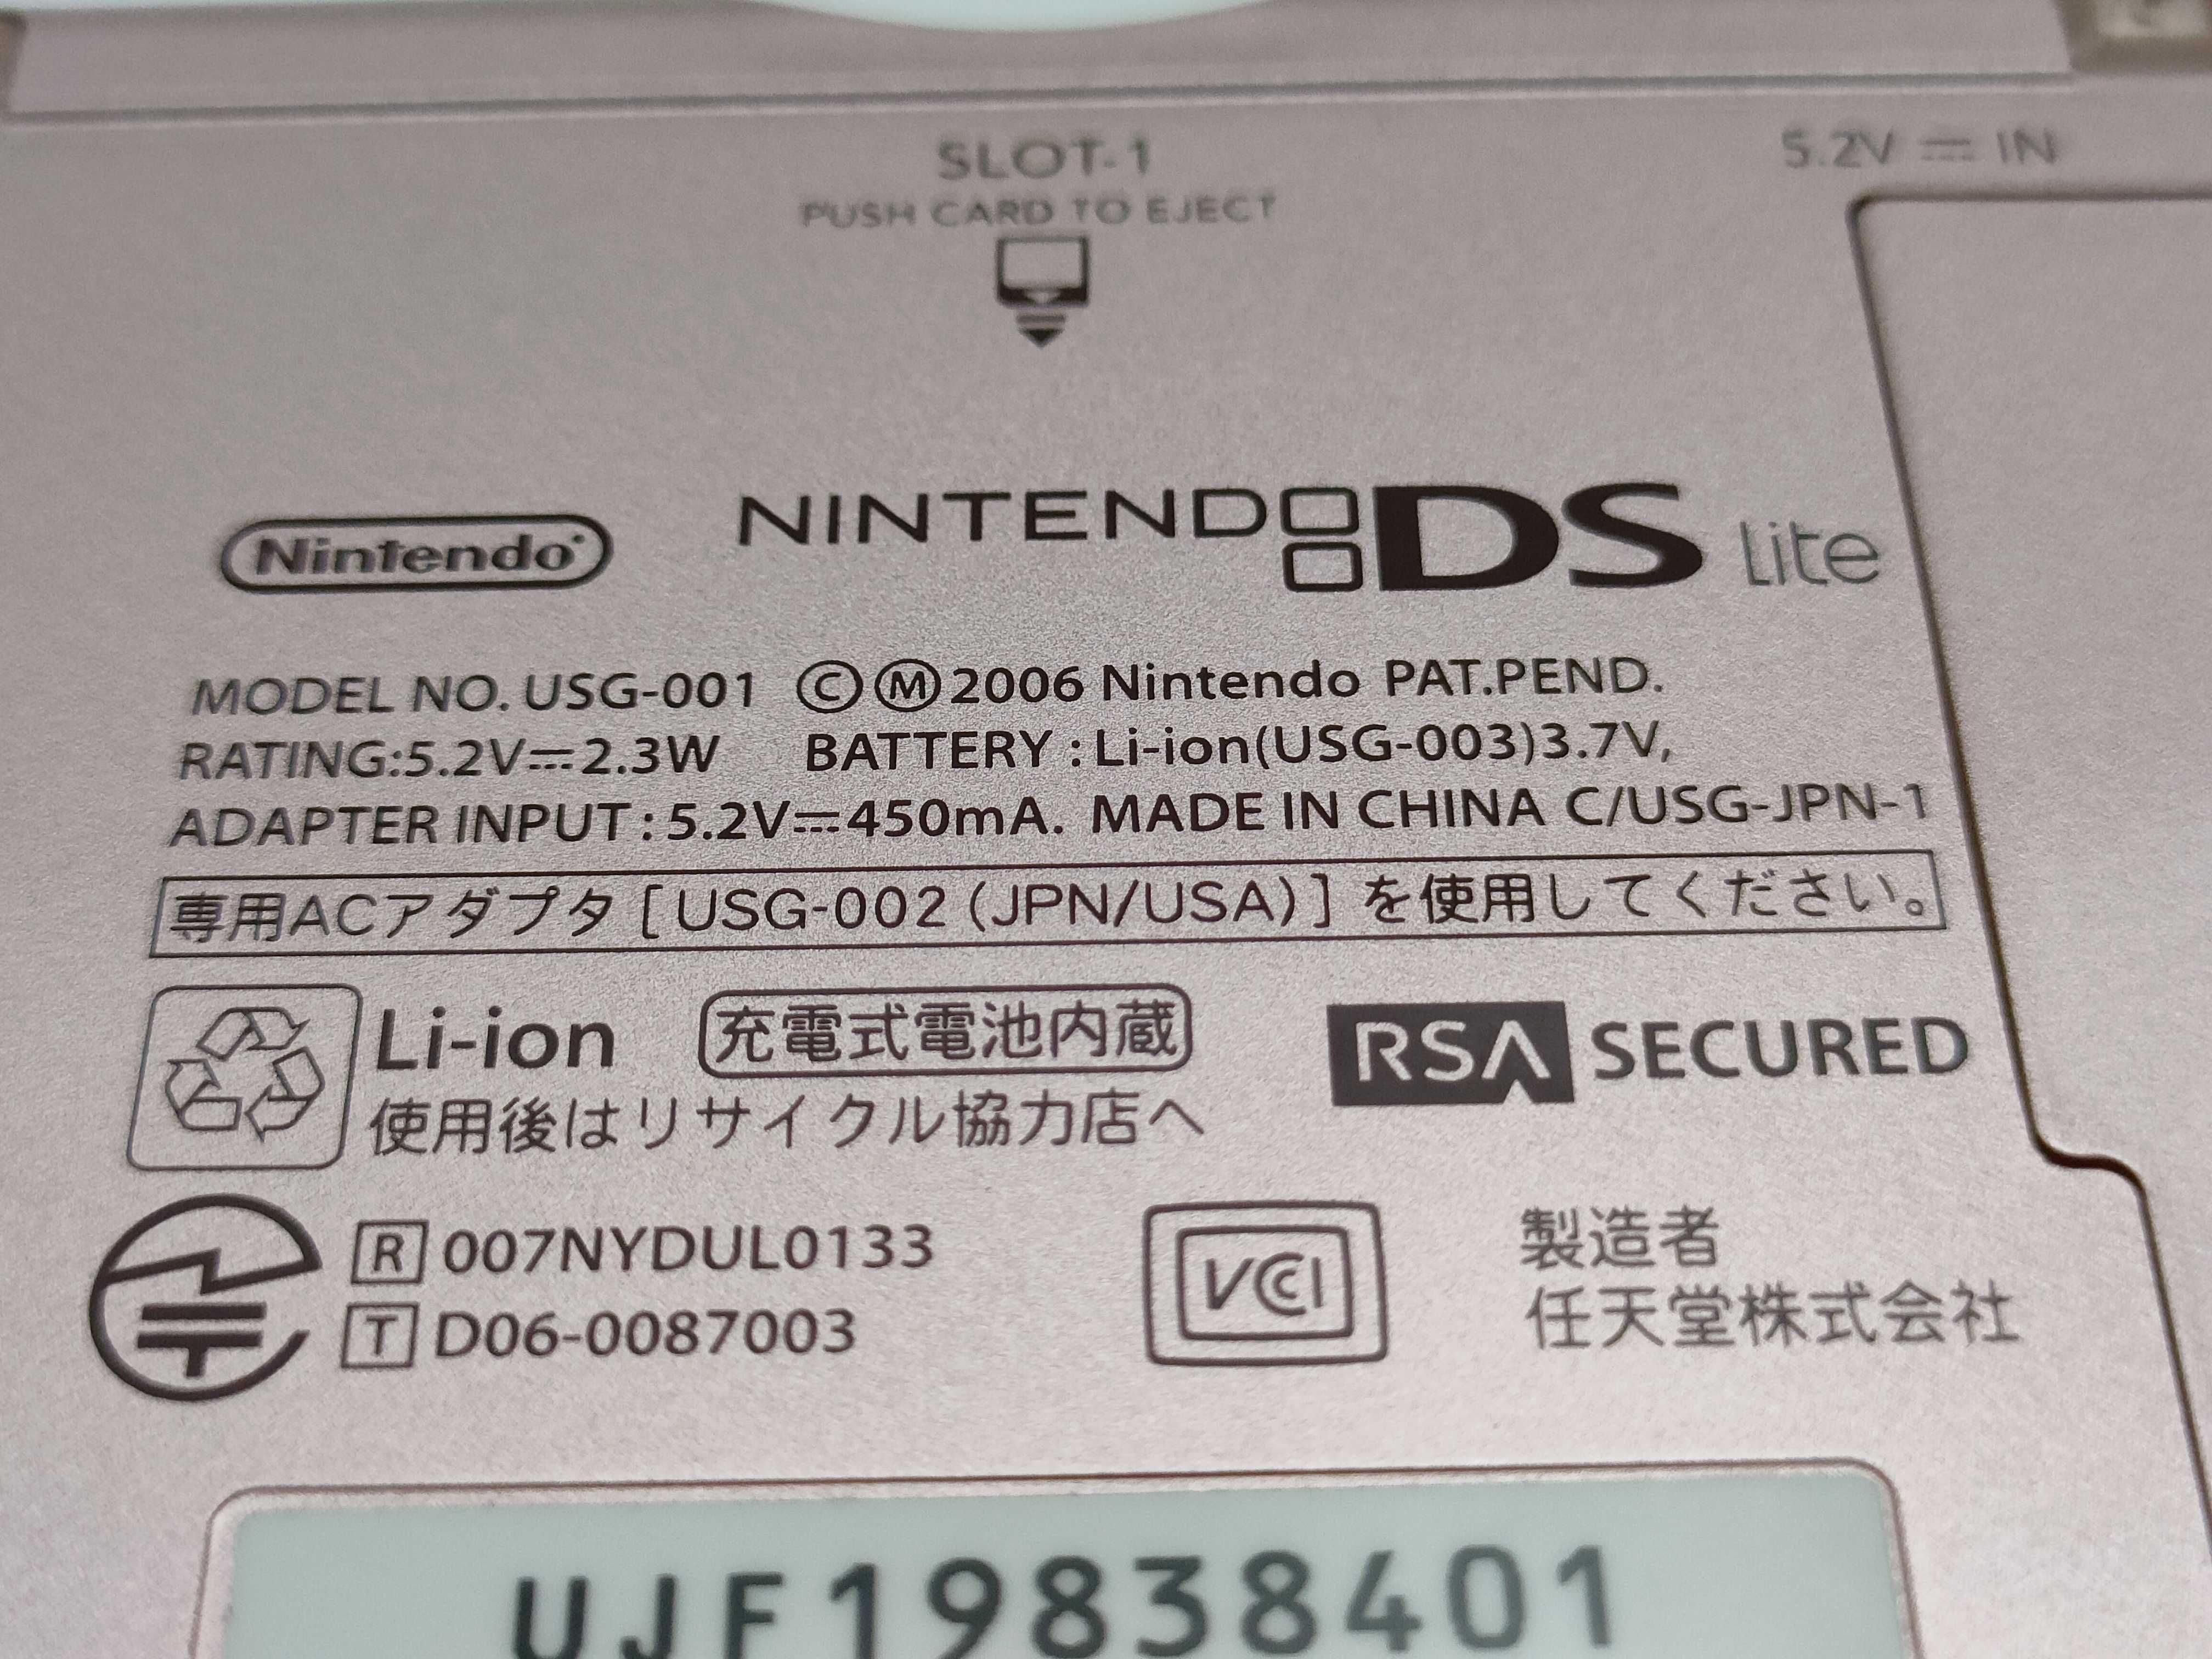 SLOT-1
5.2V ⎓ IN
PUSH CARD TO EJECT
Nintendo
NINTENDO DS Lite
MODEL NO. USG-001 ©Ⓜ2006 Nintendo PAT.PEND.
RATING:5.2V⎓2.3W BATTERY : Li-ion(USG-003)3.7V,
ADAPTER INPUT : 5.2V⎓450mA. MADE IN CHINA C/USG-JPN-1
専用ACアダプタ [ USG-002 (JPN/USA) ] を使用してください。
Li-ion 充電式電池内蔵
RSA SECURED
使用後はリサイクル協力店へ
R 007NYDUL0133
T D06-0087003
VCCI
製造者
任天堂株式会社
UJF19838401